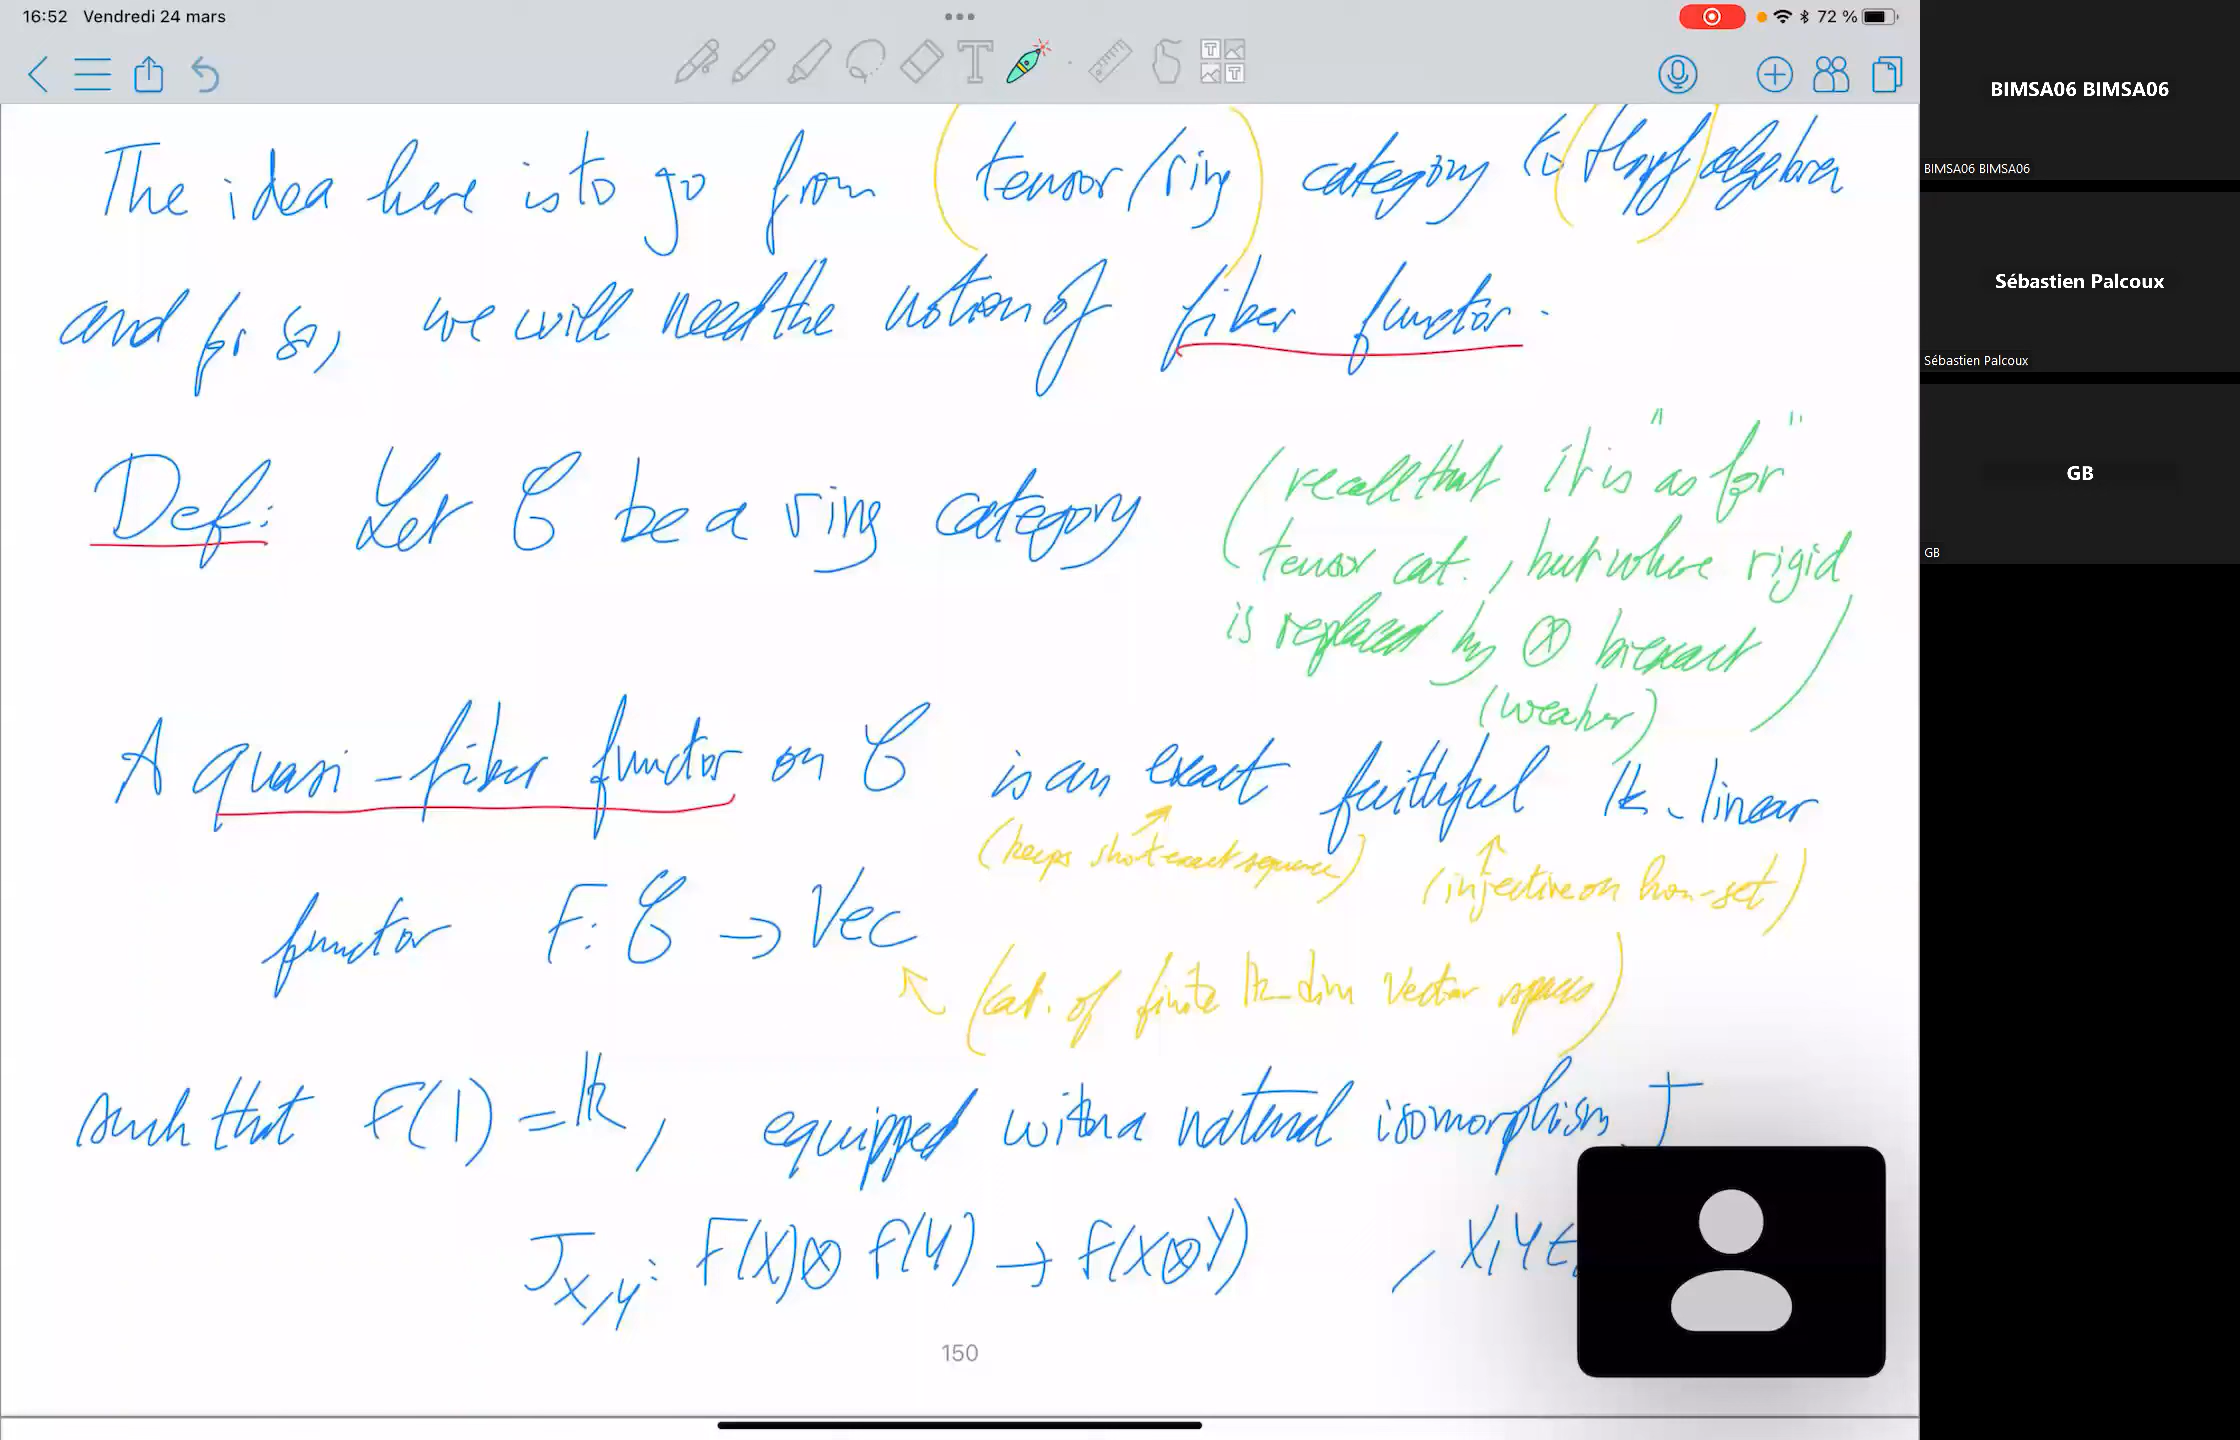 16:52 Vendredi 24 mars
72 %
The idea here is to go from (tensor/ring) category to (Hopf) algebra
and for so, we will need the notion of fiber functor.
Def: Let C be a ring category
(recall that it is "as for"
tensor cat., but where rigid
is replaced by ⊗ biexact
(weaker)
)
A quasi-fiber functor on C is an exact faithful k-linear
(keeps short exact sequence) (injective on hom-set)
functor F: C → Vec
(cat. of finite k-dim vector spaces)
such that F(1) = k, equipped with a natural isomorphism J
J_{X,Y}: F(X) ⊗ F(Y) → F(X⊗Y) , X,Y ∈
150
BIMSA06 BIMSA06
BIMSA06 BIMSA06
Sébastien Palcoux
Sébastien Palcoux
GB
GB